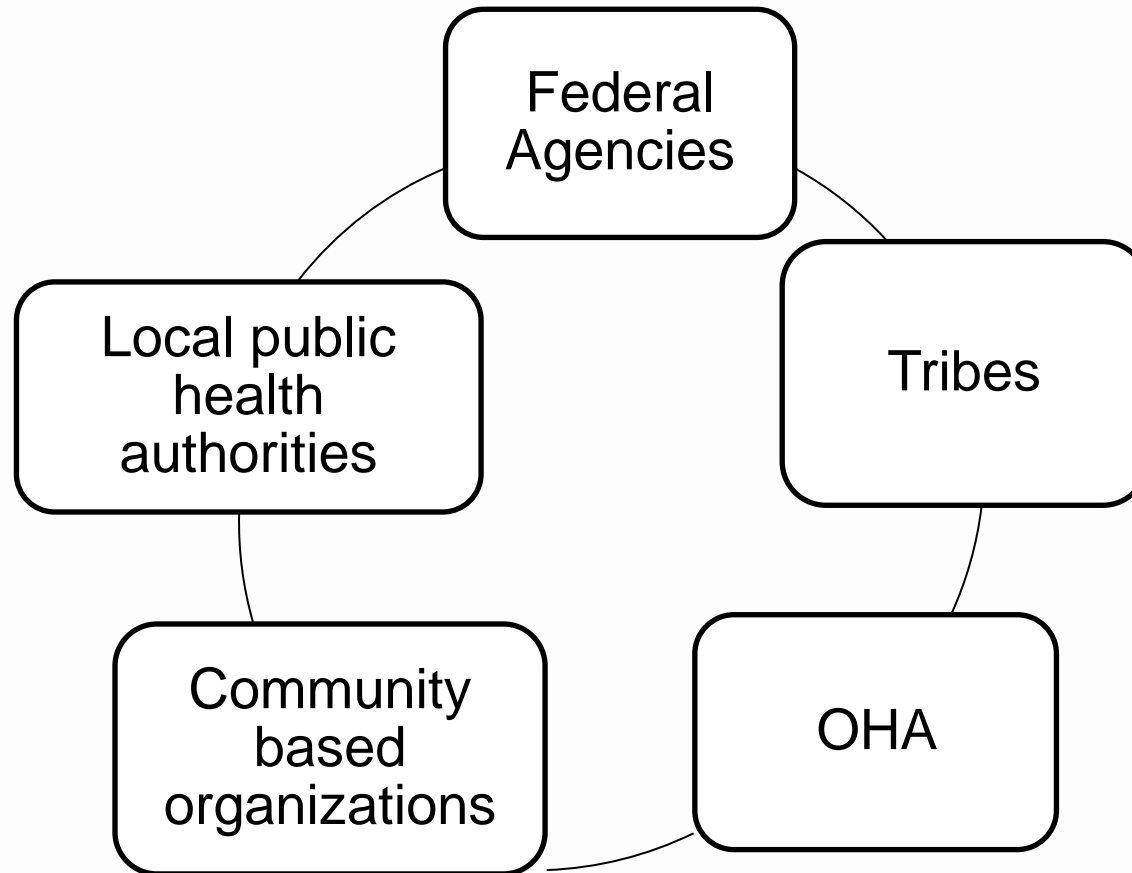 Federal
Agencies
Tribes
OHA
Community
based
organizations
Local public
health
authorities